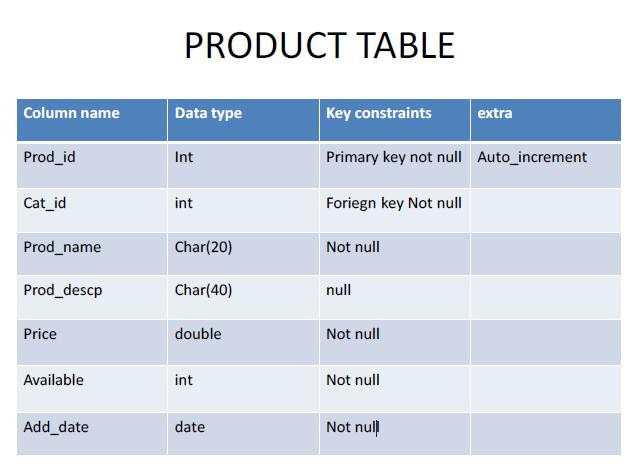 PRODUCT TABLE
Column name Data type Key constraints extra
Prod_id Int Primary key not null Auto_increment
Cat_id int Foriegn key Not null
Prod_name Char(20) Not null
Prod_descp Char(40) null
Price double Not null
Available int Not null
Add_date date Not null